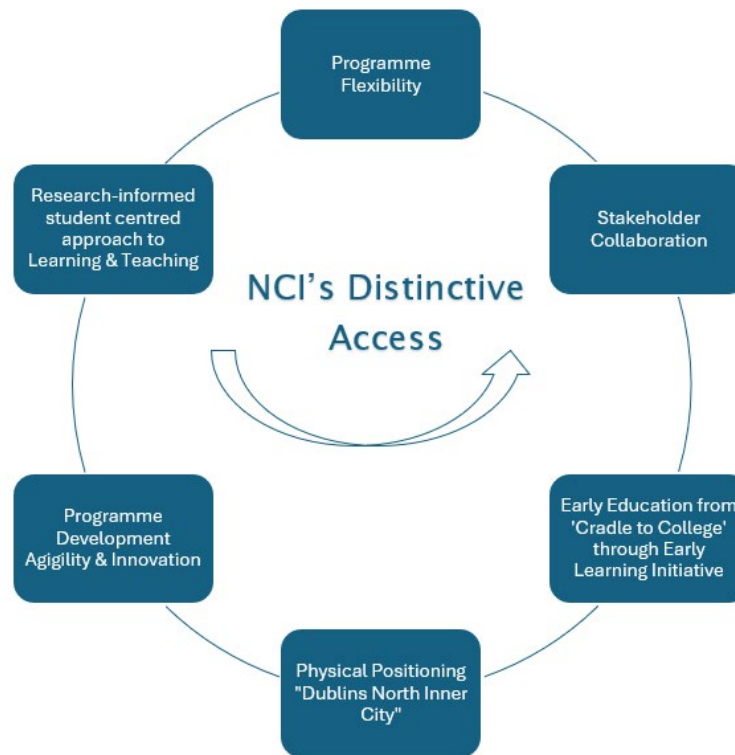 Programme
Flexibility
Research-informed
student centred
approach to
Learning & Teaching
Stakeholder
Collaboration
NCI's Distinctive
Access
Programme
Development
Agigility & Innovation
Early Education from
'Cradle to College'
through Early
Learning Initiative
Physical Positioning
"Dublins North Inner
City"